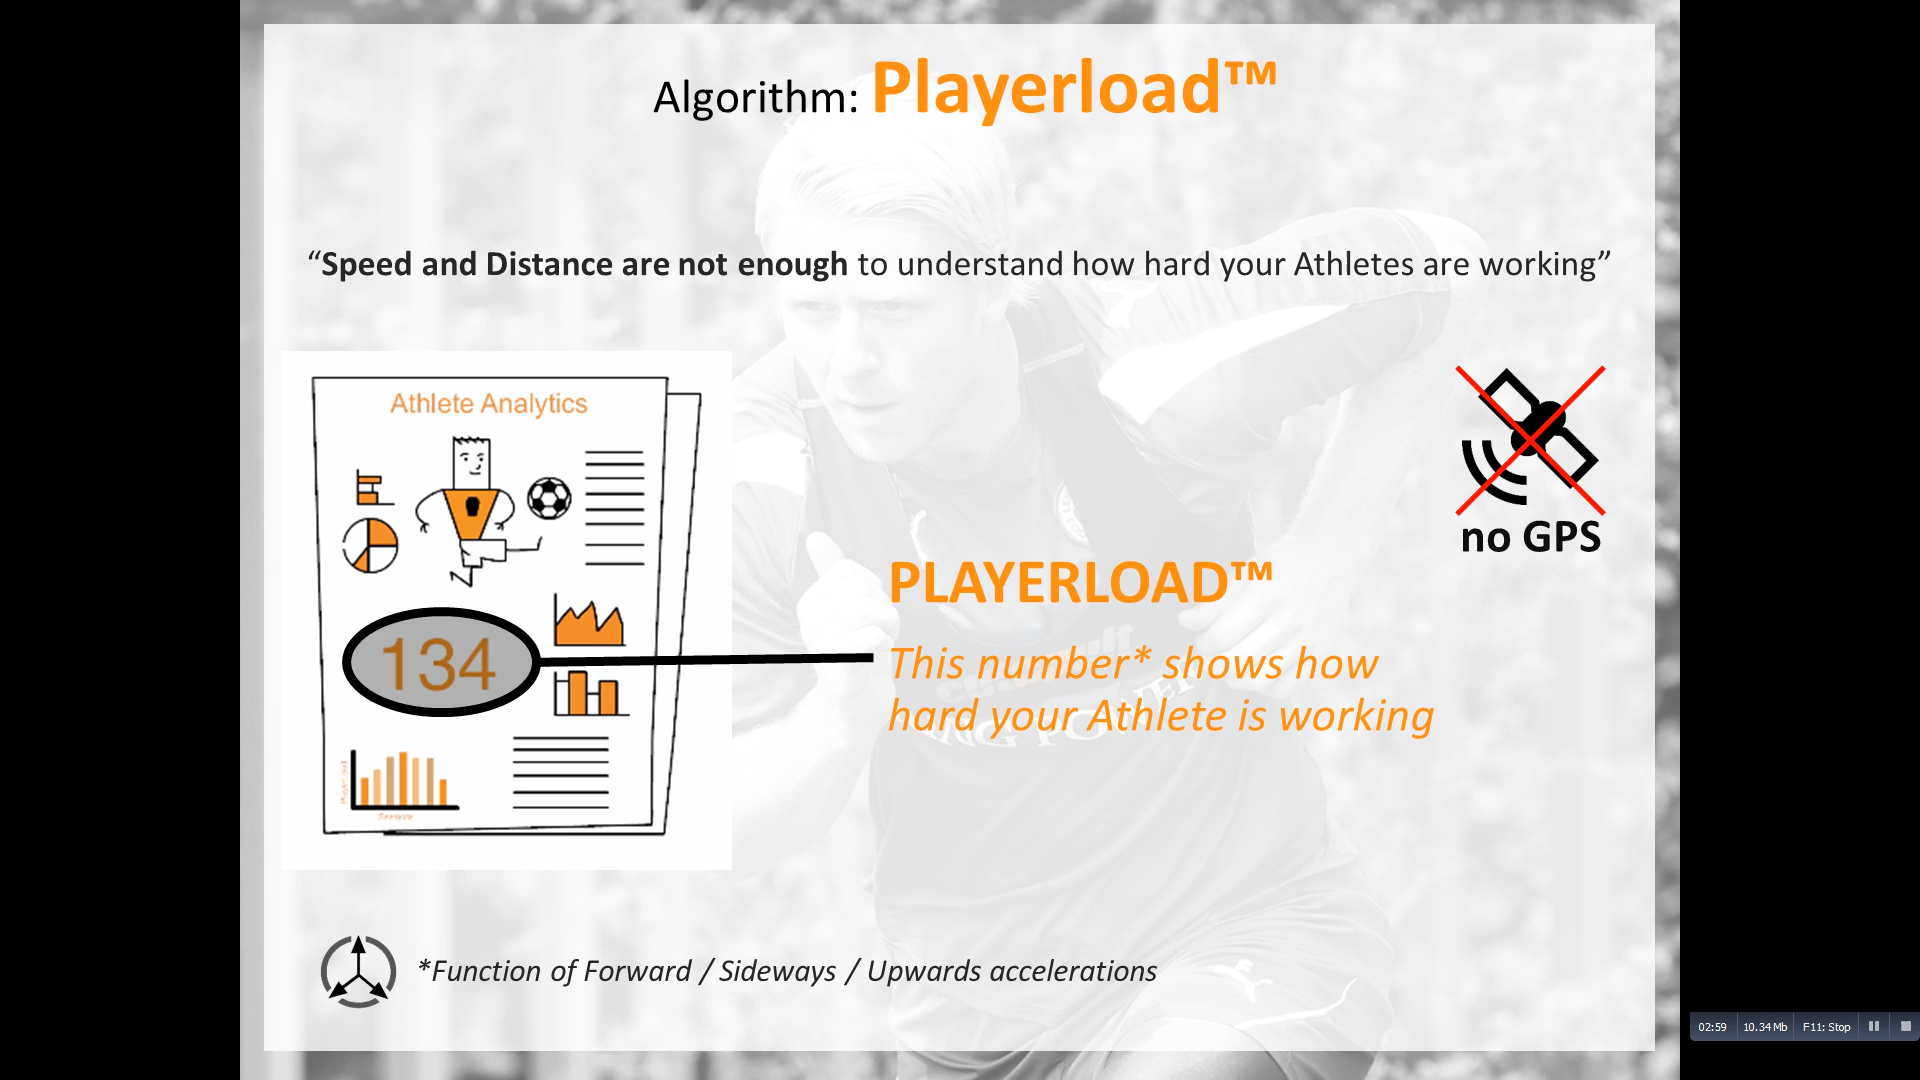 Algorithm: Playerload™
“Speed and Distance are not enough to understand how hard your Athletes are working”
Athlete Analytics
134
no GPS
PLAYERLOAD™
This number* shows how
hard your Athlete is working
*Function of Forward / Sideways / Upwards accelerations
02:59 10.34 Mb F11: Stop